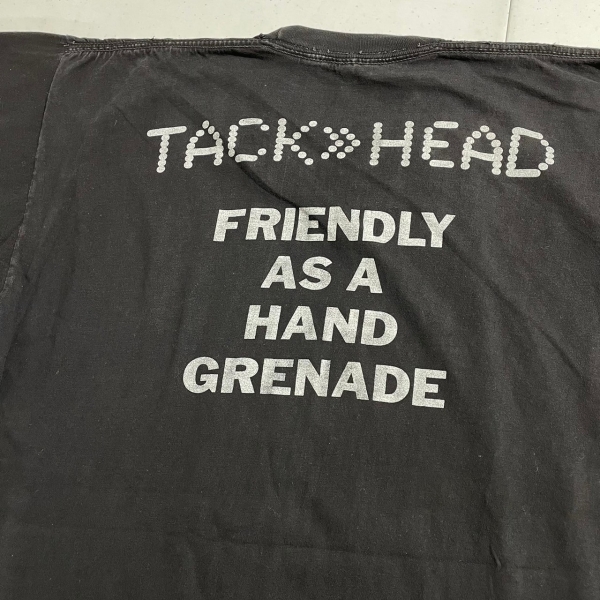 TACK»HEAD
FRIENDLY
AS A
HAND
GRENADE